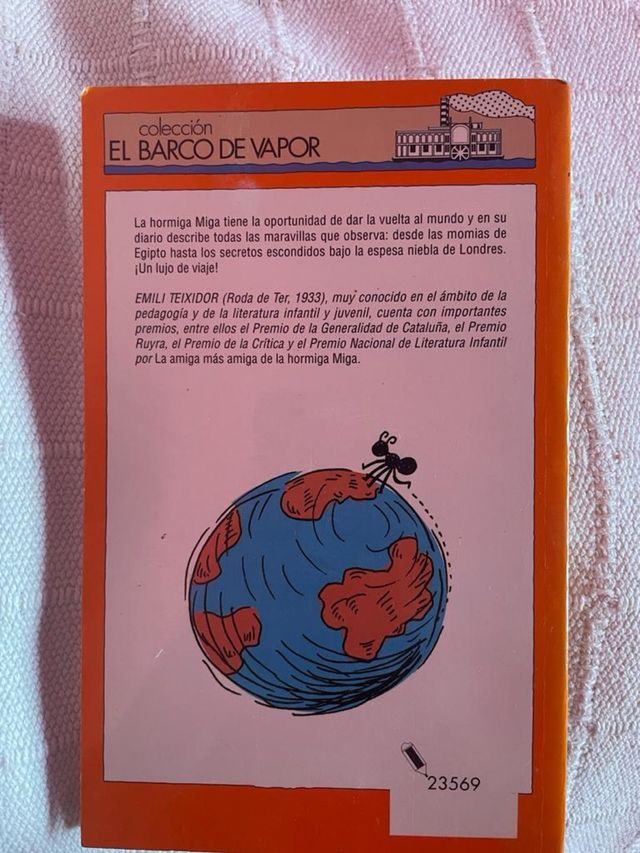 colección
EL BARCO DE VAPOR
La hormiga Miga tiene la oportunidad de dar la vuelta al mundo y en su
diario describe todas las maravillas que observa: desde las momias de
Egipto hasta los secretos escondidos bajo la espesa niebla de Londres.
¡Un lujo de viaje!
EMILI TEIXIDOR (Roda de Ter, 1933), muy conocido en el ámbito de la
pedagogía y de la literatura infantil y juvenil, cuenta con importantes
premios, entre ellos el Premio de la Generalidad de Cataluña, el Premio
Ruyra, el Premio de la Crítica y el Premio Nacional de Literatura Infantil
por La amiga más amiga de la hormiga Miga.
23569